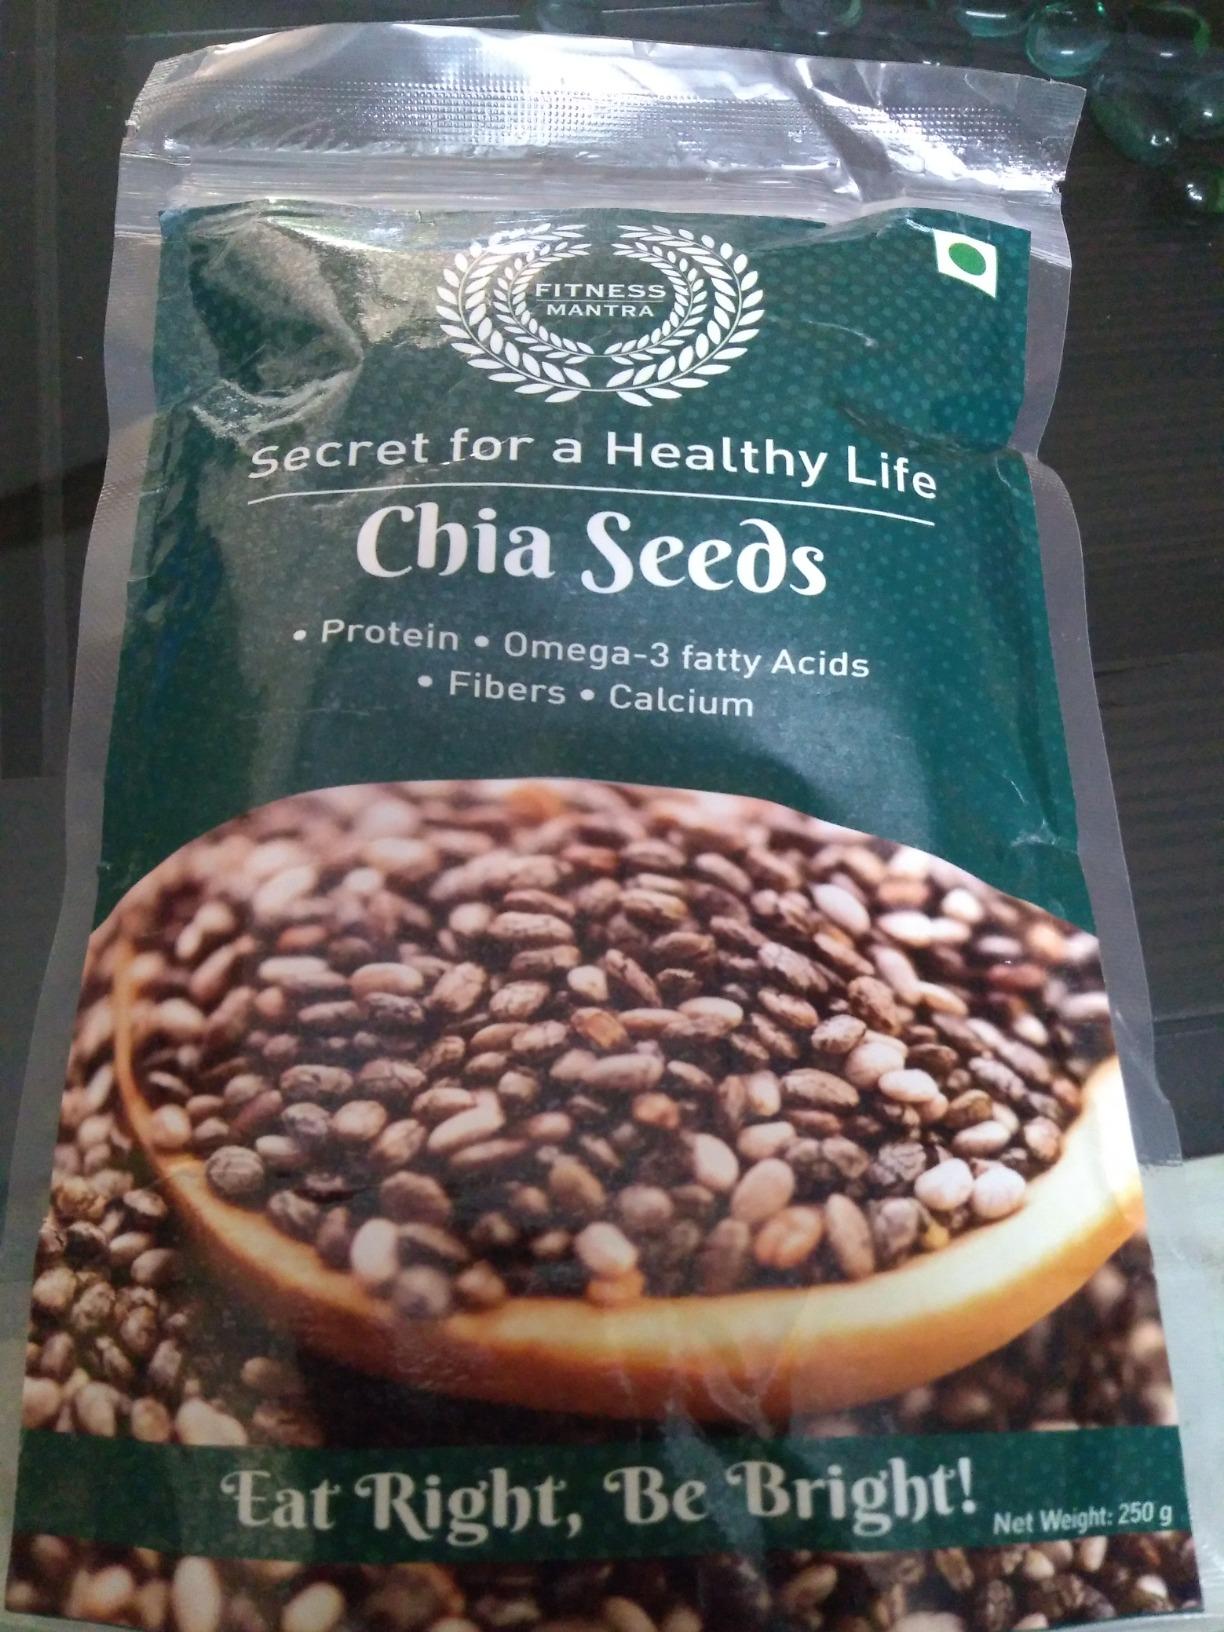 FITNESS
MANTRA
Secret for a Healthy Life
Chia Seeds
• Protein • Omega-3 fatty Acids
• Fibers • Calcium
Eat Right, Be Bright!
Net Weight: 250 g